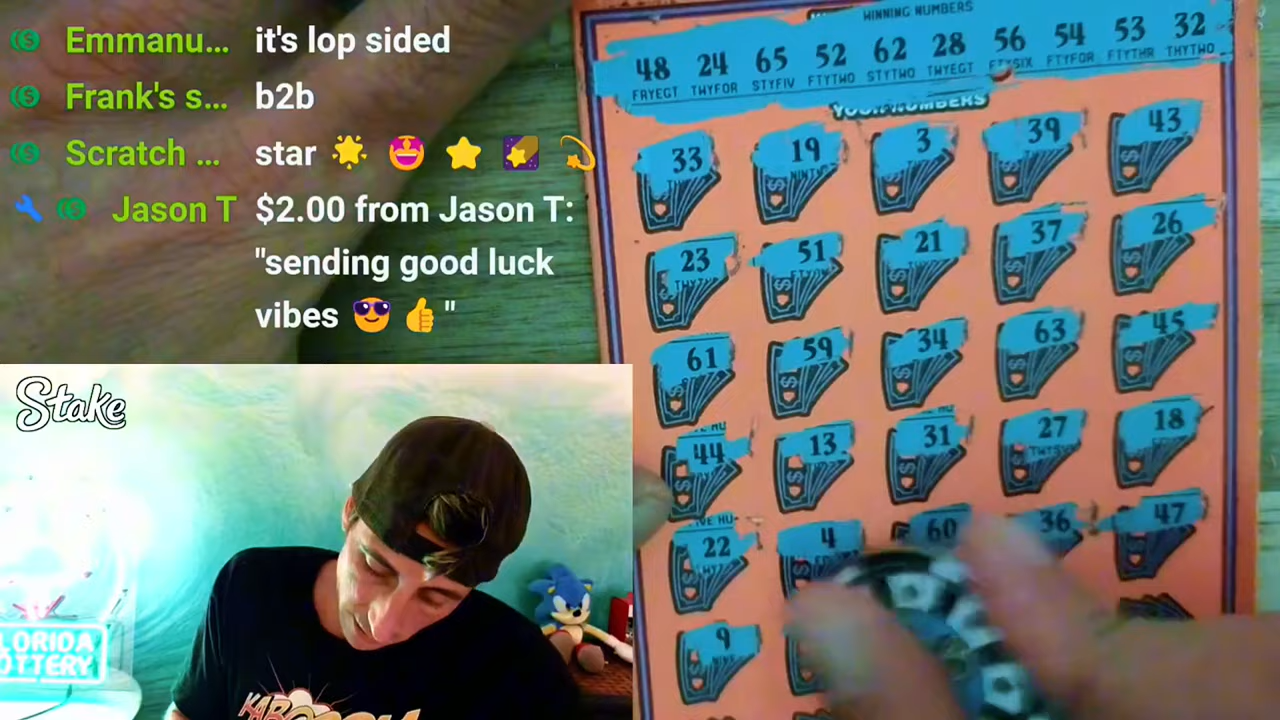 Emmanu... it's lop sided
Frank's s... b2b
Scratch ... star 🌟 🤩 ⭐ 🌠 💫
Jason T $2.00 from Jason T:
"sending good luck
vibes 😎 👍"
Stake
LORIDA
OTTERY
KABOOOM
WINNING NUMBERS
48 24 65 52 62 28 56 54 53 32
FRYEGT TWYFOR STYFIV FTYTWO STYTWO TWYEGT FTYSIX FTYFOR FTYTHR THYTWO
YOUR NUMBERS
33 19 3 39 43
23 51 21 37 26
61 59 34 63 45
44 13 31 27 18
22 4 60 36 47
9